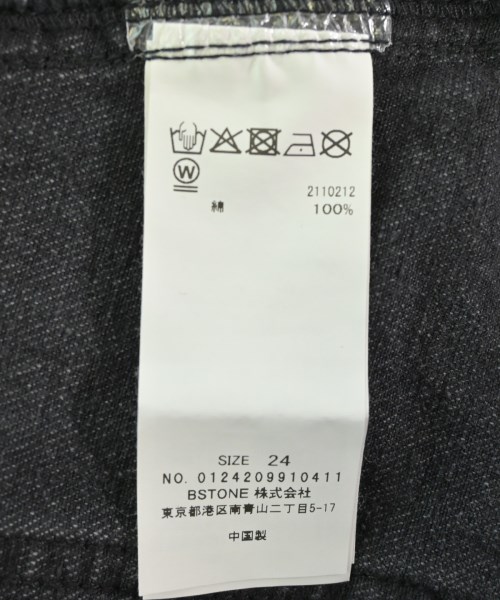 W
2110212
綿 100%
SIZE 24
NO. 0124209910411
BSTONE 株式会社
東京都港区南青山二丁目5-17
中国製